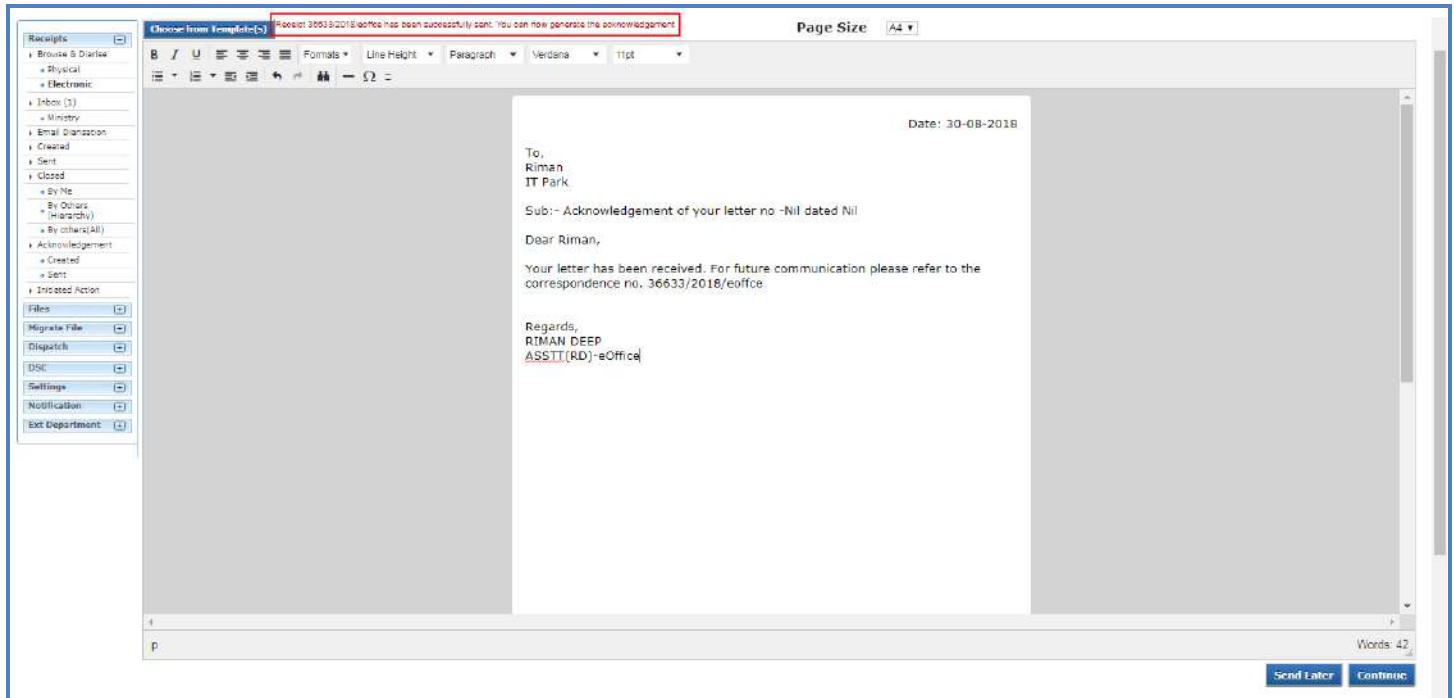 Choose from Template(s)
Receipt 36633/2018/eoffce has been successfully sent. You can now generate the acknowledgement
Page Size A4
Receipts
Browse & Diarise
Physical
Electronic
Inbox (1)
Ministry
Email Diarisation
Created
Sent
Closed
By Me
By Others
(Hierarchy)
By others(All)
Acknowledgement
Created
Sent
Initiated Action
Files
Migrate File
Dispatch
DSC
Settings
Notification
Ext Department
B I U Formats Line Height Paragraph Verdana 11pt
Ω
Date: 30-08-2018
To,
Riman
IT Park
Sub:- Acknowledgement of your letter no -Nil dated Nil
Dear Riman,
Your letter has been received. For future communication please refer to the
correspondence no. 36633/2018/eoffce
Regards,
RIMAN DEEP
ASSTT(RD)-eOffice
p
Words: 42
Send Later Continue